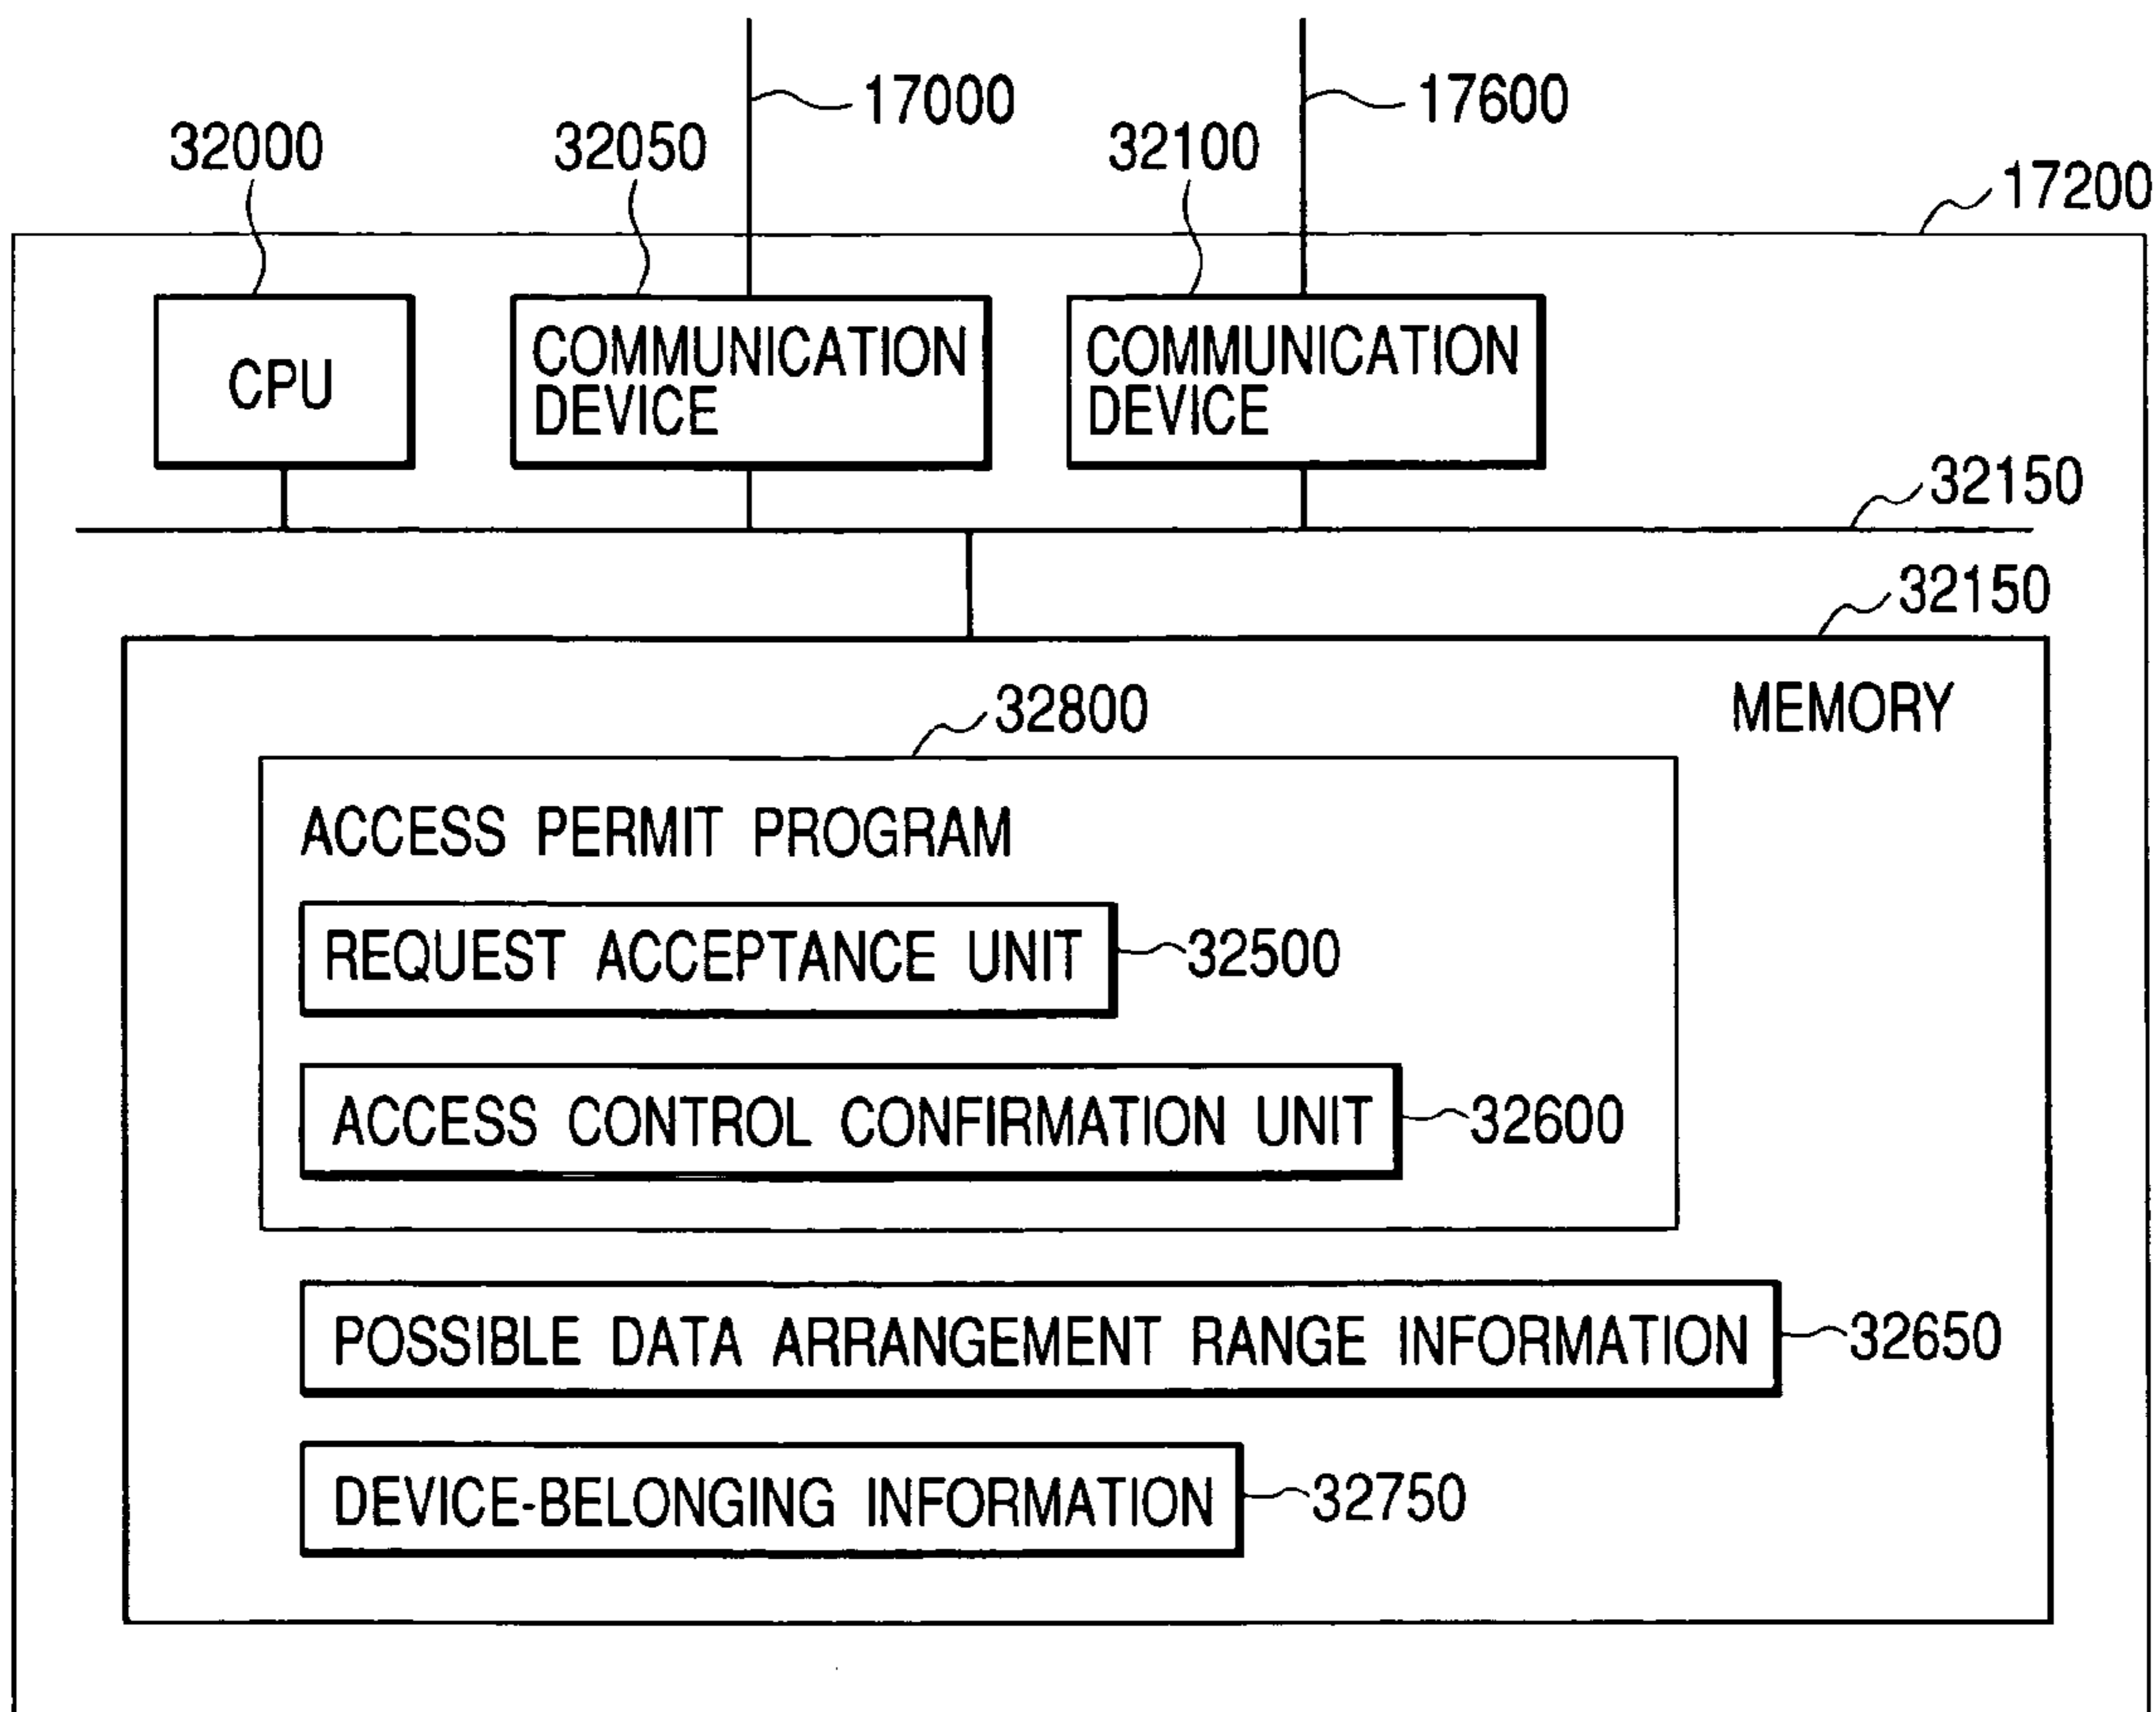 17000
17600
32000
32050
32100
17200
CPU
COMMUNICATION
DEVICE
COMMUNICATION
DEVICE
32150
32150
MEMORY
32800
ACCESS PERMIT PROGRAM
REQUEST ACCEPTANCE UNIT
32500
ACCESS CONTROL CONFIRMATION UNIT
32600
POSSIBLE DATA ARRANGEMENT RANGE INFORMATION
32650
DEVICE-BELONGING INFORMATION
32750